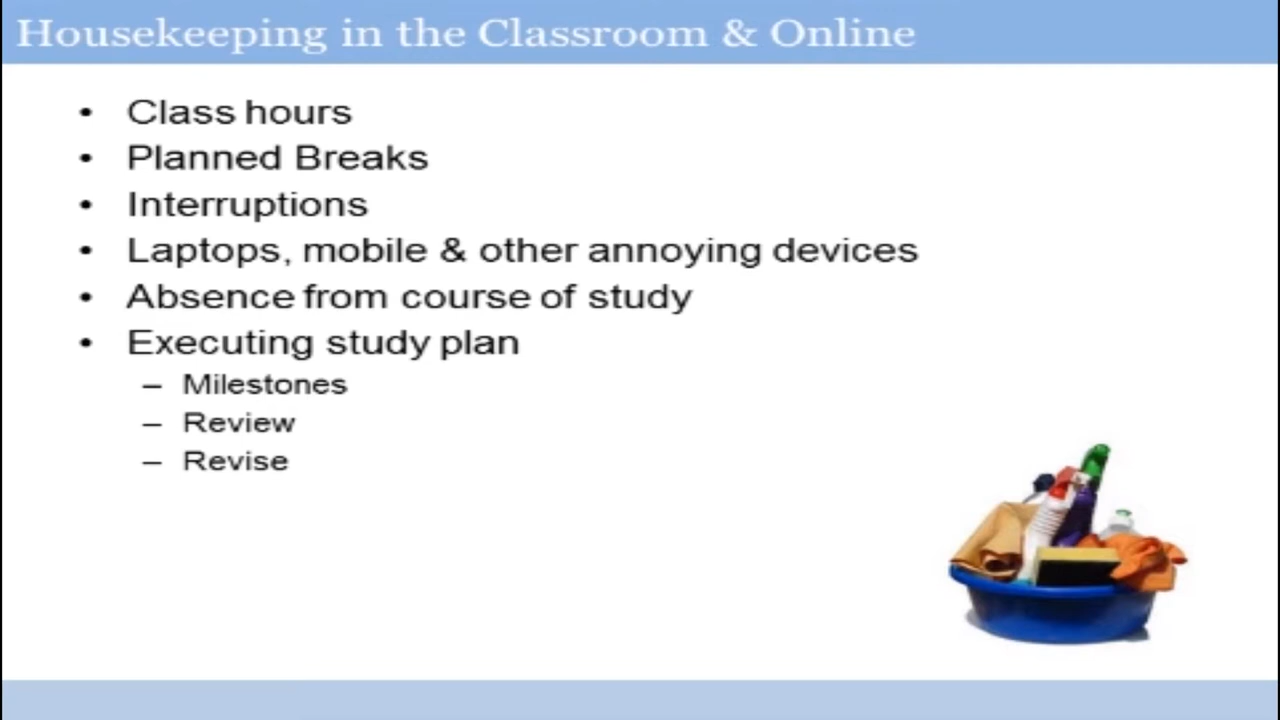 Housekeeping in the Classroom & Online
• Class hours
• Planned Breaks
• Interruptions
• Laptops, mobile & other annoying devices
• Absence from course of study
• Executing study plan
– Milestones
– Review
– Revise